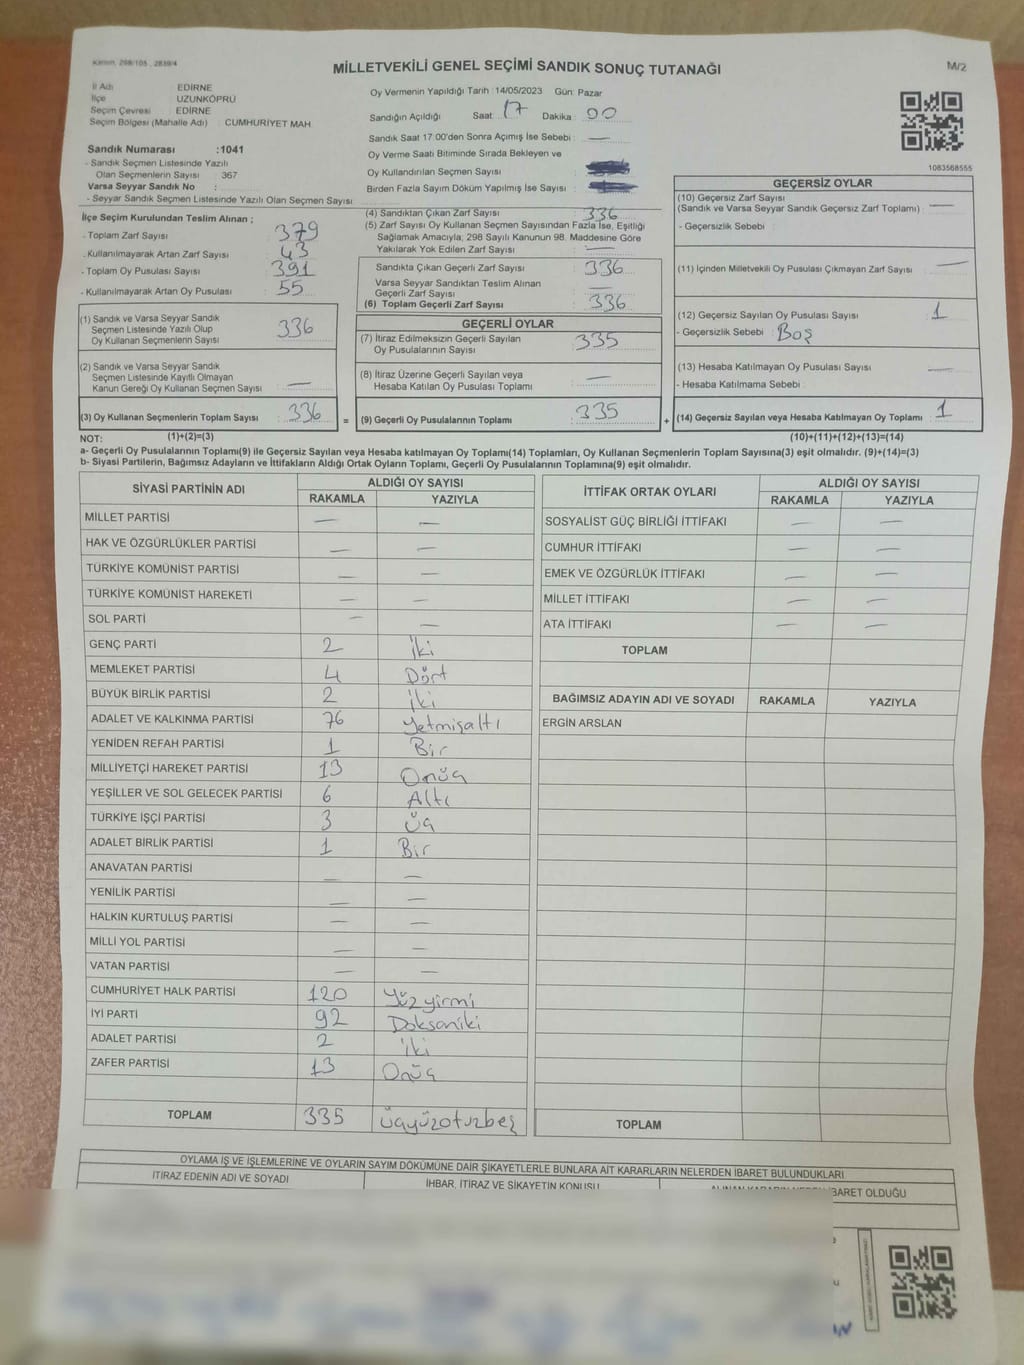 Kanun, 298/105 , 2839/4
MİLLETVEKİLİ GENEL SEÇİMİ SANDIK SONUÇ TUTANAĞI
M/2
İl Adı : EDİRNE
İlçe : UZUNKÖPRÜ
Seçim Çevresi : EDİRNE
Seçim Bölgesi (Mahalle Adı) : CUMHURİYET MAH.
Oy Vermenin Yapıldığı Tarih :14/05/2023 Gün: Pazar
Sandığın Açıldığı Saat: 17 Dakika: 00
Sandık Saat 17:00'den Sonra Açımış İse Sebebi : —
Oy Verme Saati Bitiminde Sırada Bekleyen ve
Oy Kullandırılan Seçmen Sayısı :
Birden Fazla Sayım Döküm Yapılmış İse Sayısı :
1083568555
Sandık Numarası :1041
- Sandık Seçmen Listesinde Yazılı
Olan Seçmenlerin Sayısı : 367
Varsa Seyyar Sandık No :
- Seyyar Sandık Seçmen Listesinde Yazılı Olan Seçmen Sayısı :
İlçe Seçim Kurulundan Teslim Alınan ;
- Toplam Zarf Sayısı : 379
- Kullanılmayarak Artan Zarf Sayısı : 43
- Toplam Oy Pusulası Sayısı : 391
- Kullanılmayarak Artan Oy Pusulası : 55
(4) Sandıktan Çıkan Zarf Sayısı : 336
(5) Zarf Sayısı Oy Kullanan Seçmen Sayısından Fazla İse, Eşitliği
Sağlamak Amacıyla, 298 Sayılı Kanunun 98. Maddesine Göre
Yakılarak Yok Edilen Zarf Sayısı : —
Sandıkta Çıkan Geçerli Zarf Sayısı : 336
Varsa Seyyar Sandıktan Teslim Alınan
Geçerli Zarf Sayısı : —
(6) Toplam Geçerli Zarf Sayısı : 336
GEÇERSİZ OYLAR
(10) Geçersiz Zarf Sayısı
(Sandık ve Varsa Seyyar Sandık Geçersiz Zarf Toplamı) : —
- Geçersizlik Sebebi :
(11) İçinden Milletvekili Oy Pusulası Çıkmayan Zarf Sayısı : —
(12) Geçersiz Sayılan Oy Pusulası Sayısı : 1
- Geçersizlik Sebebi : Boş
(13) Hesaba Katılmayan Oy Pusulası Sayısı : —
- Hesaba Katılmama Sebebi :
(14) Geçersiz Sayılan veya Hesaba Katılmayan Oy Toplamı : 1
(1) Sandık ve Varsa Seyyar Sandık
Seçmen Listesinde Yazılı Olup
Oy Kullanan Seçmenlerin Sayısı : 336
(2) Sandık ve Varsa Seyyar Sandık
Seçmen Listesinde Kayıtlı Olmayan
Kanun Gereği Oy Kullanan Seçmen Sayısı : —
(3) Oy Kullanan Seçmenlerin Toplam Sayısı : 336
=
GEÇERLİ OYLAR
(7) İtiraz Edilmeksizin Geçerli Sayılan
Oy Pusulalarının Sayısı : 335
(8) İtiraz Üzerine Geçerli Sayılan veya
Hesaba Katılan Oy Pusulası Toplamı : —
(9) Geçerli Oy Pusulalarının Toplamı : 335
+
NOT: (1)+(2)=(3) (10)+(11)+(12)+(13)=(14)
a- Geçerli Oy Pusulalarının Toplamı(9) ile Geçersiz Sayılan veya Hesaba katılmayan Oy Toplamı(14) Toplamları, Oy Kullanan Seçmenlerin Toplam Sayısına(3) eşit olmalıdır. (9)+(14)=(3)
b- Siyasi Partilerin, Bağımsız Adayların ve İttifakların Aldığı Ortak Oyların Toplamı, Geçerli Oy Pusulalarının Toplamına(9) eşit olmalıdır.
SİYASİ PARTİNİN ADI ALDIĞI OY SAYISI
RAKAMLA YAZIYLA
MİLLET PARTİSİ — —
HAK VE ÖZGÜRLÜKLER PARTİSİ — —
TÜRKİYE KOMÜNİST PARTİSİ — —
TÜRKİYE KOMÜNİST HAREKETİ — —
SOL PARTİ — —
GENÇ PARTİ 2 İki
MEMLEKET PARTİSİ 4 Dört
BÜYÜK BİRLİK PARTİSİ 2 İki
ADALET VE KALKINMA PARTİSİ 76 Yetmişaltı
YENİDEN REFAH PARTİSİ 1 Bir
MİLLİYETÇİ HAREKET PARTİSİ 13 Onüç
YEŞİLLER VE SOL GELECEK PARTİSİ 6 Altı
TÜRKİYE İŞÇİ PARTİSİ 3 Üç
ADALET BİRLİK PARTİSİ 1 Bir
ANAVATAN PARTİSİ — —
YENİLİK PARTİSİ — —
HALKIN KURTULUŞ PARTİSİ — —
MİLLİ YOL PARTİSİ — —
VATAN PARTİSİ — —
CUMHURİYET HALK PARTİSİ 120 Yüzyirmi
İYİ PARTİ 92 Doksaniki
ADALET PARTİSİ 2 İki
ZAFER PARTİSİ 13 Onüç
TOPLAM 335 üçyüzotuzbeş
İTTİFAK ORTAK OYLARI ALDIĞI OY SAYISI
RAKAMLA YAZIYLA
SOSYALİST GÜÇ BİRLİĞİ İTTİFAKI — —
CUMHUR İTTİFAKI — —
EMEK VE ÖZGÜRLÜK İTTİFAKI — —
MİLLET İTTİFAKI — —
ATA İTTİFAKI — —
TOPLAM
BAĞIMSIZ ADAYIN ADI VE SOYADI RAKAMLA YAZIYLA
ERGİN ARSLAN
TOPLAM
OYLAMA İŞ VE İŞLEMLERİNE VE OYLARIN SAYIM DÖKÜMÜNE DAİR ŞİKAYETLERLE BUNLARA AİT KARARLARIN NELERDEN İBARET BULUNDUKLARI
İTİRAZ EDENİN ADI VE SOYADI İHBAR, İTİRAZ VE ŞİKAYETİN KONUSU ALINAN KARARIN NEDEN İBARET OLDUĞU